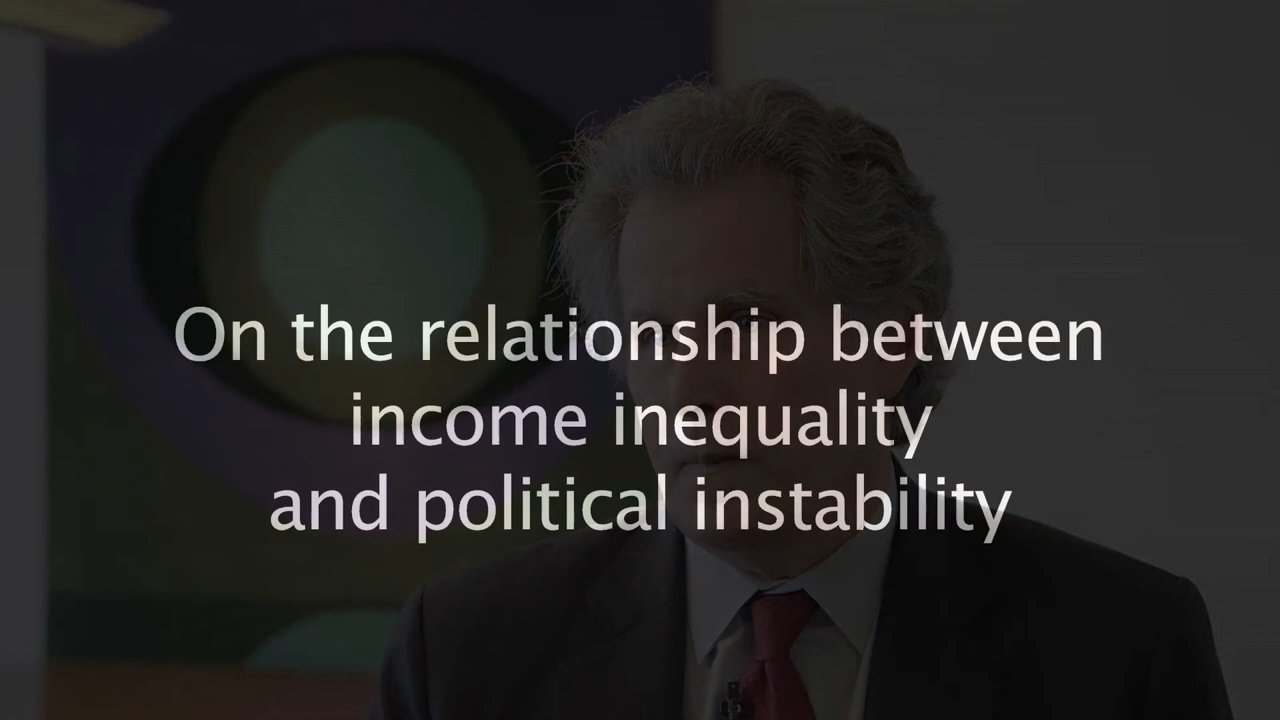 On the relationship between
income inequality
and political instability